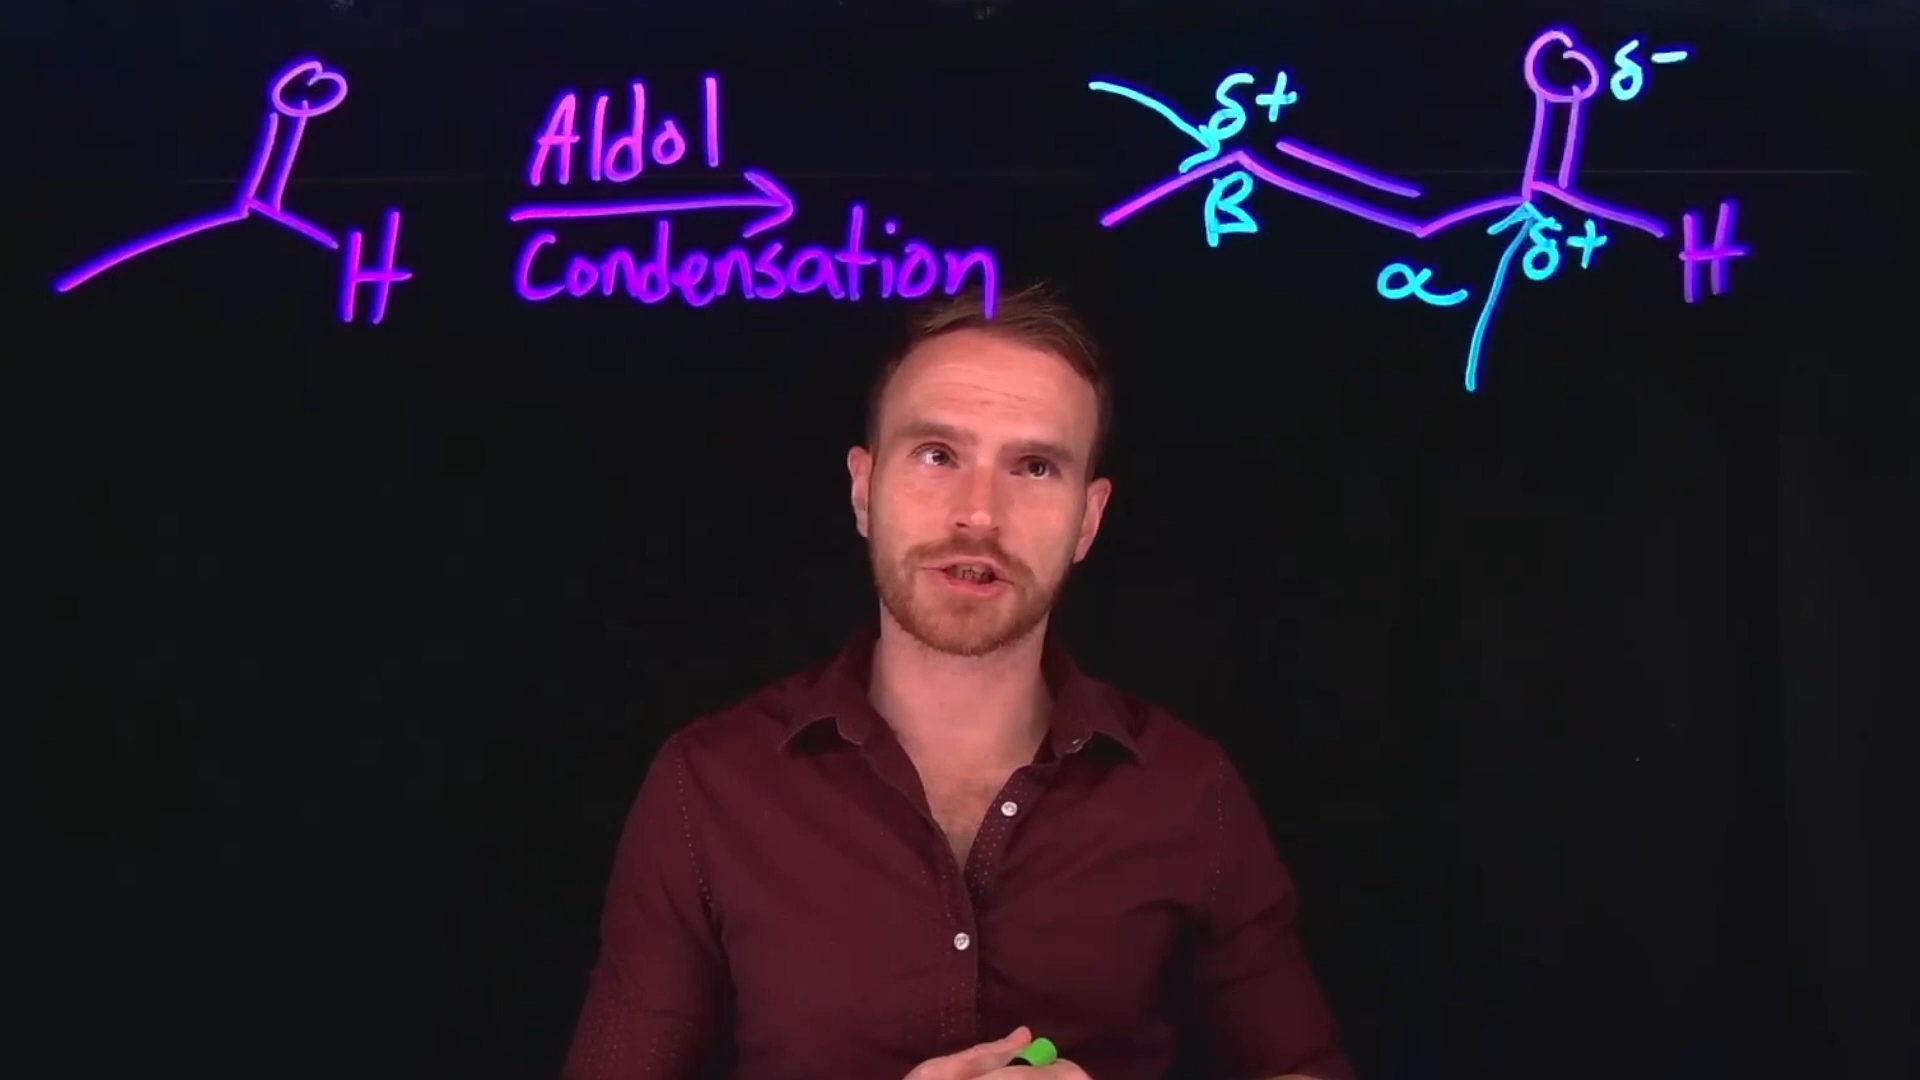 O
H
Aldol
Condensation
δ+
β
α
O δ-
δ+
H